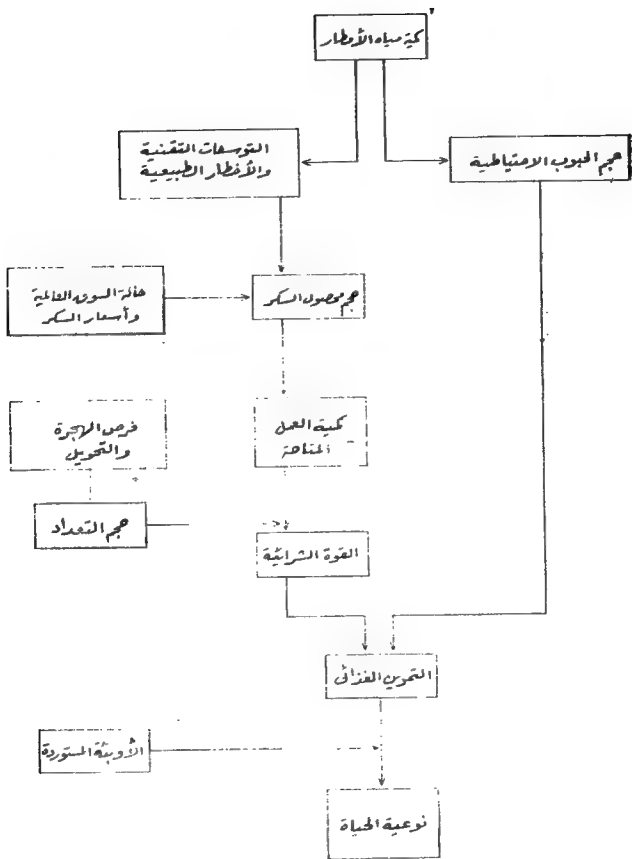 كمية مياه الأمطار
التوسعات التقنية
والأخطار الطبيعية
حجم الحبوب الاحتياطية
حالة السوق العالمية
وأسعار السكر
حجم محصول السكر
فرص الهجرة
والتحويل
كمية العمل
المتاحة
حجم التعداد
القوة الشرائية
التموين الغذائى
الأوبئة المستوردة
نوعية الحياة